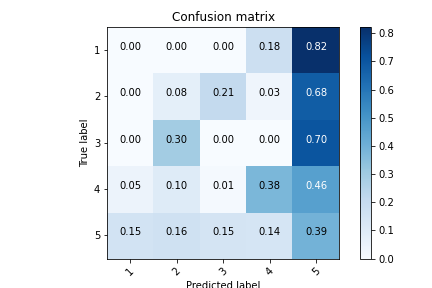 Confusion matrix
1 0.00 0.00 0.00 0.18 0.82
2 0.00 0.08 0.21 0.03 0.68
3 0.00 0.30 0.00 0.00 0.70
4 0.05 0.10 0.01 0.38 0.46
5 0.15 0.16 0.15 0.14 0.39
1 2 3 4 5
True label
Predicted label
0.8
0.7
0.6
0.5
0.4
0.3
0.2
0.1
0.0